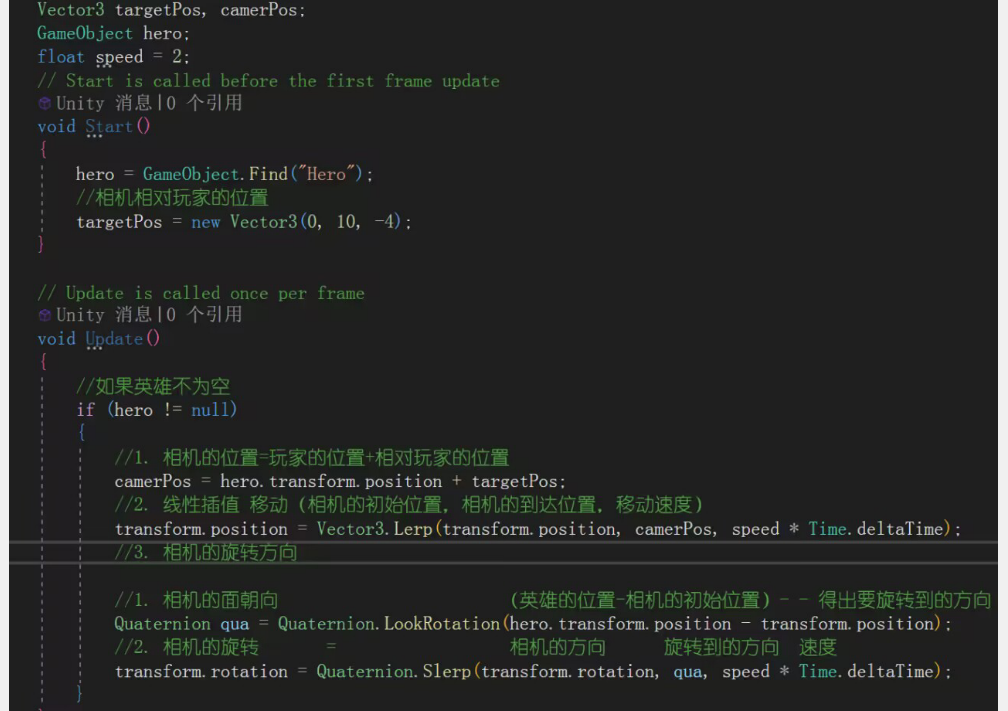 Vector3 targetPos, camerPos;
GameObject hero;
float speed = 2;
// Start is called before the first frame update
Unity 消息|0 个引用
void Start()
{
hero = GameObject.Find("Hero");
//相机相对玩家的位置
targetPos = new Vector3(0, 10, -4);
}
// Update is called once per frame
Unity 消息|0 个引用
void Update()
{
//如果英雄不为空
if (hero != null)
{
//1. 相机的位置=玩家的位置+相对玩家的位置
camerPos = hero.transform.position + targetPos;
//2. 线性插值 移动 (相机的初始位置, 相机的到达位置, 移动速度)
transform.position = Vector3.Lerp(transform.position, camerPos, speed * Time.deltaTime);
//3. 相机的旋转方向
//1. 相机的面朝向 (英雄的位置-相机的初始位置)- - 得出要旋转到的方向
Quaternion qua = Quaternion.LookRotation(hero.transform.position - transform.position);
//2. 相机的旋转 = 相机的方向 旋转到的方向 速度
transform.rotation = Quaternion.Slerp(transform.rotation, qua, speed * Time.deltaTime);
}